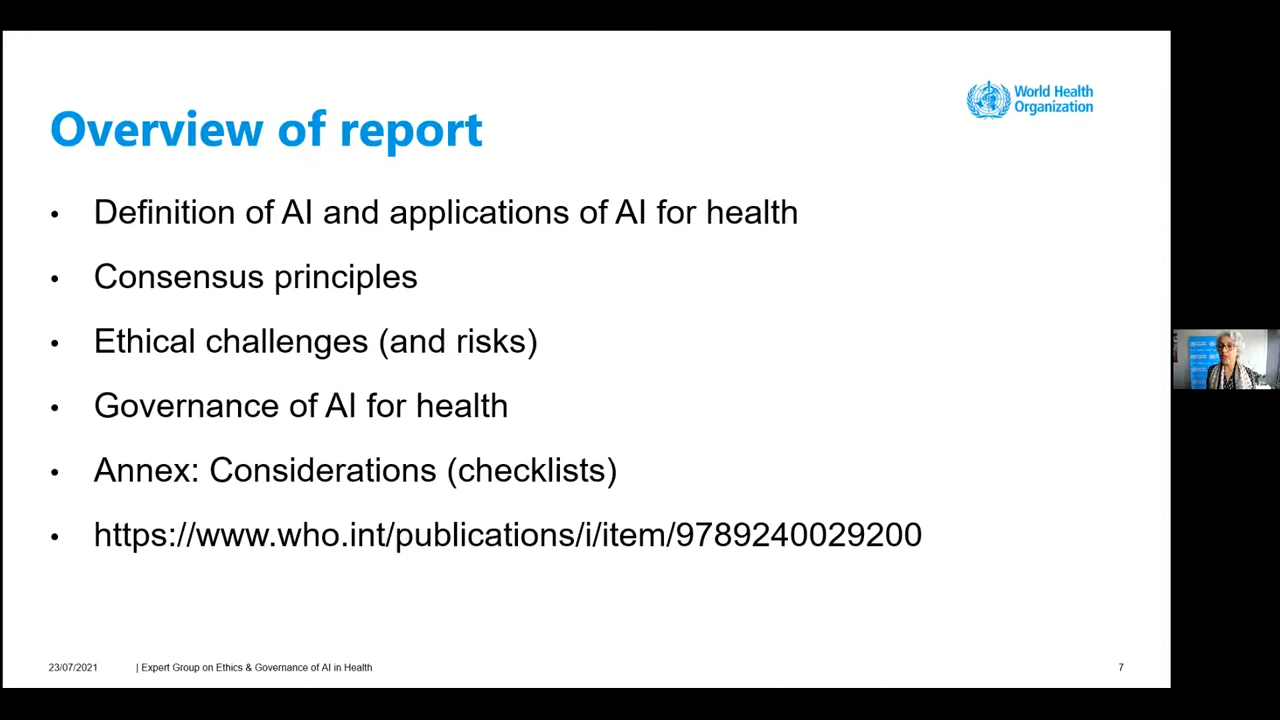 World Health
Organization
Overview of report
• Definition of AI and applications of AI for health
• Consensus principles
• Ethical challenges (and risks)
• Governance of AI for health
• Annex: Considerations (checklists)
• https://www.who.int/publications/i/item/9789240029200
23/07/2021 | Expert Group on Ethics & Governance of AI in Health 7